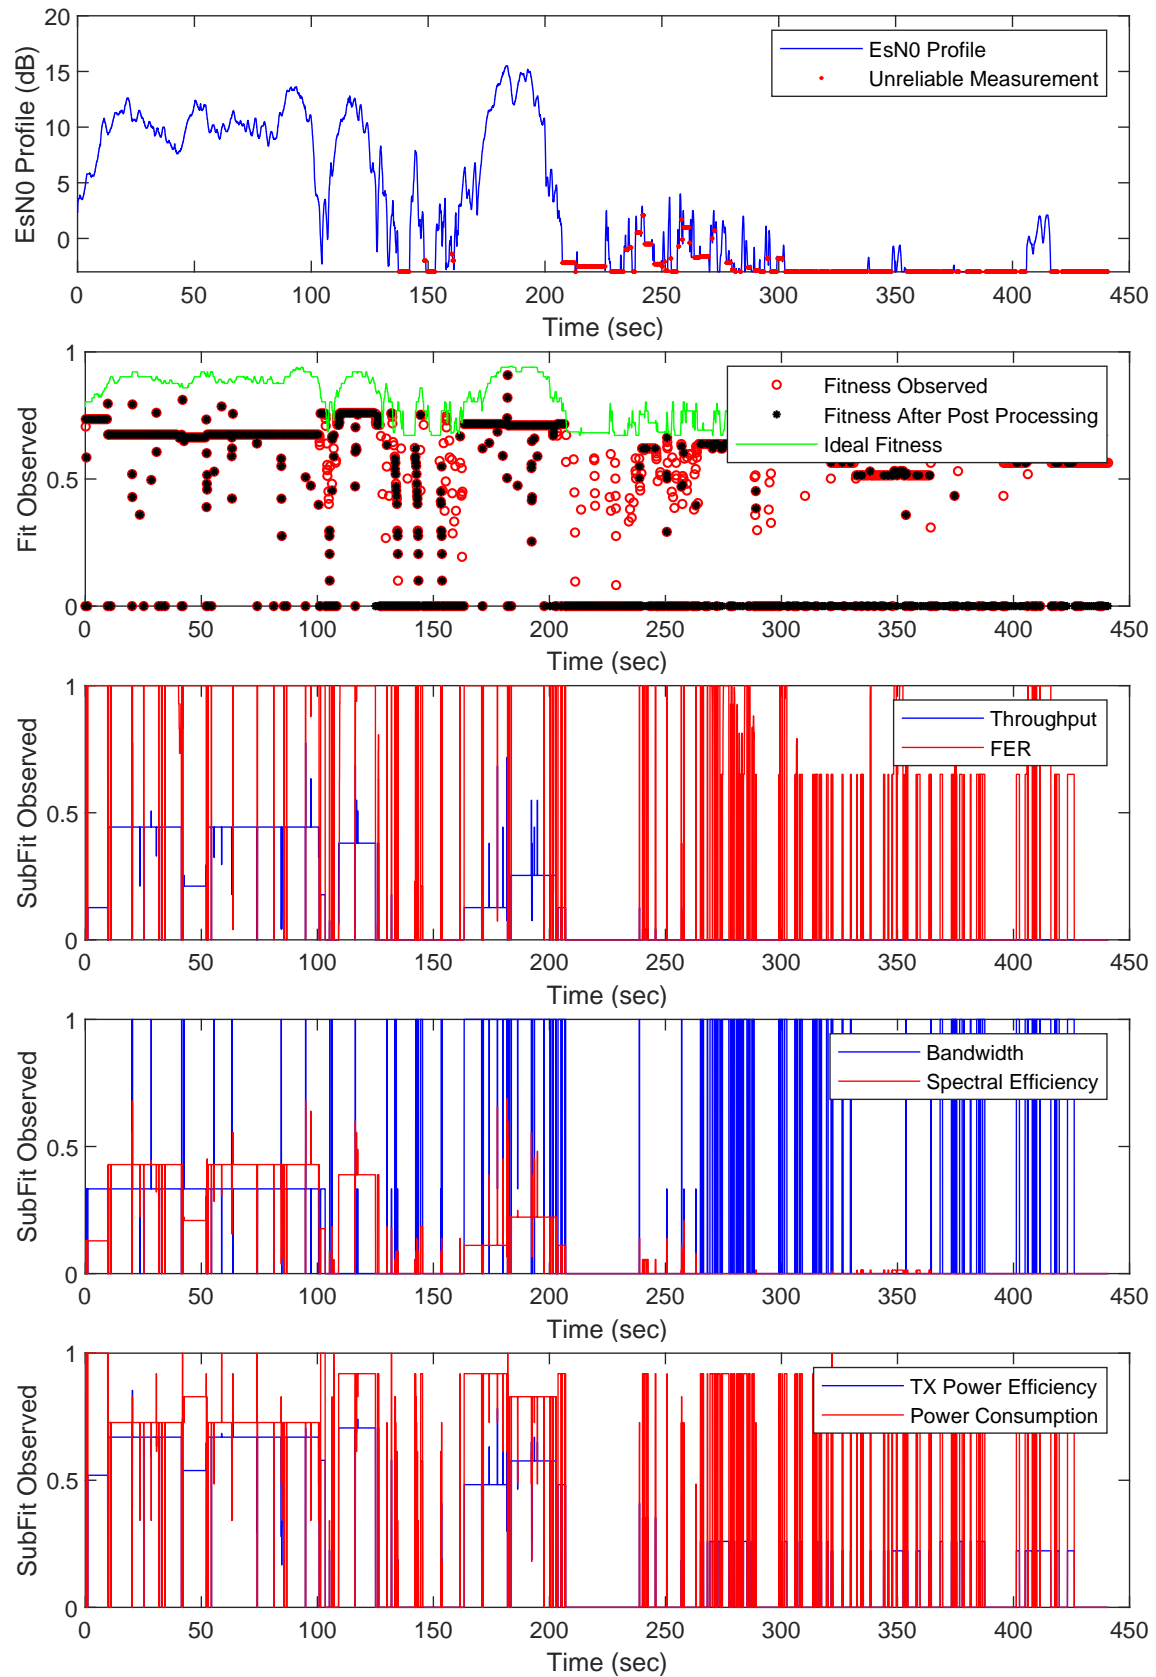 20
15
10
5
0
EsN0 Profile (dB)
EsN0 Profile
Unreliable Measurement
0 50 100 150 200 250 300 350 400 450
Time (sec)
1
0.5
0
Fit Observed
Fitness Observed
Fitness After Post Processing
Ideal Fitness
0 50 100 150 200 250 300 350 400 450
Time (sec)
1
0.5
0
SubFit Observed
Throughput
FER
0 50 100 150 200 250 300 350 400 450
Time (sec)
1
0.5
0
SubFit Observed
Bandwidth
Spectral Efficiency
0 50 100 150 200 250 300 350 400 450
Time (sec)
1
0.5
0
SubFit Observed
TX Power Efficiency
Power Consumption
0 50 100 150 200 250 300 350 400 450
Time (sec)